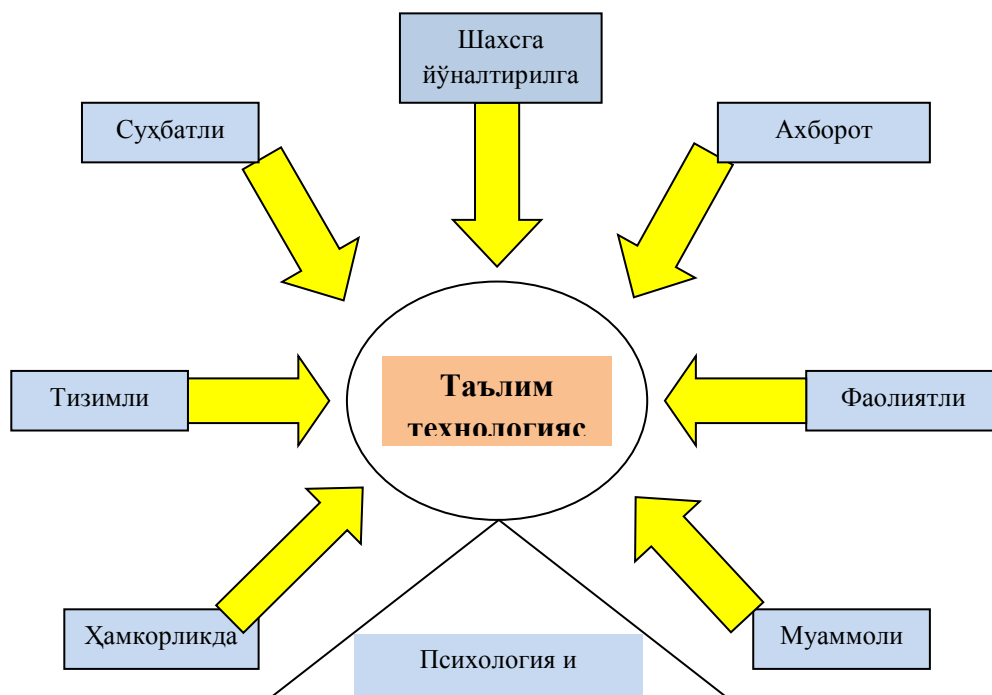 Шахсга
йўналтирилга
Суҳбатли
Ахборот
Таълим
технологияс
Тизимли
Фаолиятли
Ҳамкорликда
Муаммоли
Психология и